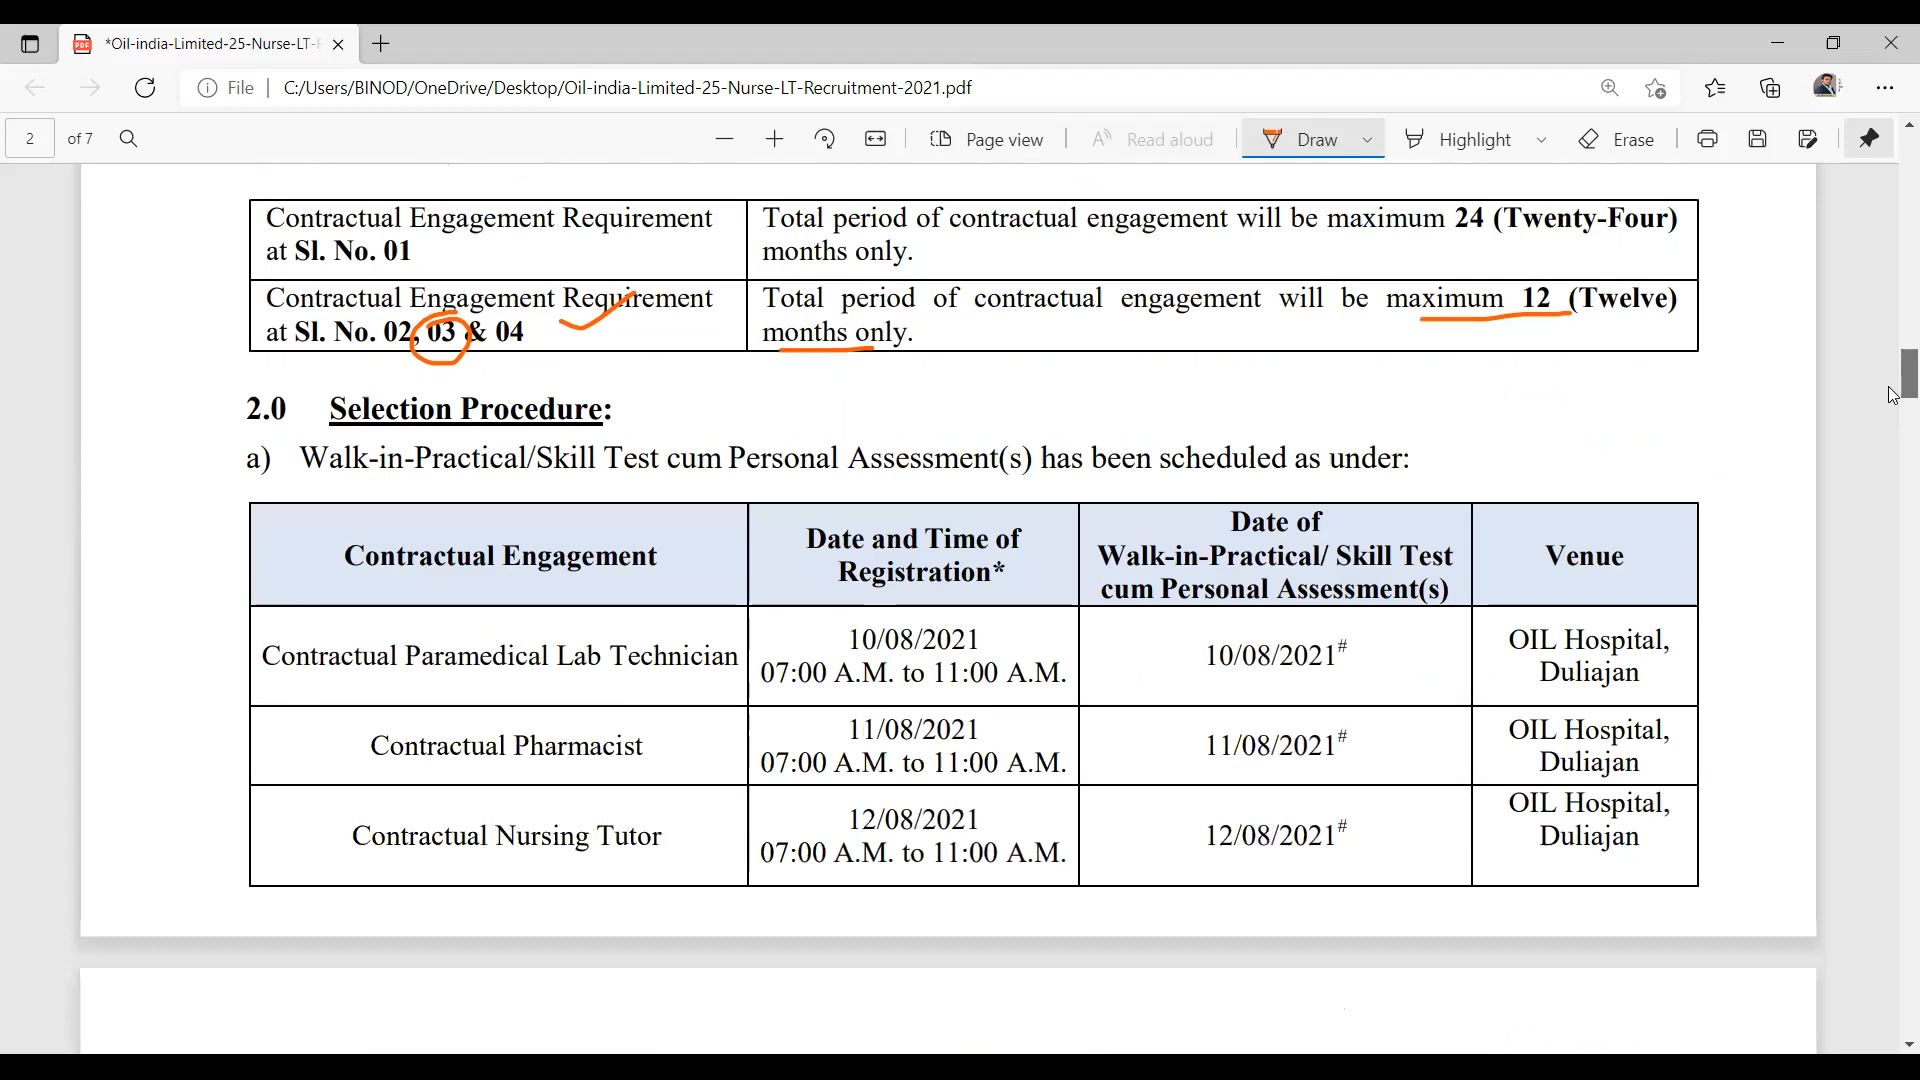 *Oil-india-Limited-25-Nurse-LT-R
File
C:/Users/BINOD/OneDrive/Desktop/Oil-india-Limited-25-Nurse-LT-Recruitment-2021.pdf
2 of 7
Page view
Read aloud
Draw
Highlight
Erase
Contractual Engagement Requirement
at Sl. No. 01
Total period of contractual engagement will be maximum 24 (Twenty-Four)
months only.
Contractual Engagement Requirement
at Sl. No. 02, 03 & 04
Total period of contractual engagement will be maximum 12 (Twelve)
months only.
2.0 Selection Procedure:
a) Walk-in-Practical/Skill Test cum Personal Assessment(s) has been scheduled as under:
Contractual Engagement
Date and Time of
Registration*
Date of
Walk-in-Practical/ Skill Test
cum Personal Assessment(s)
Venue
Contractual Paramedical Lab Technician
10/08/2021
07:00 A.M. to 11:00 A.M.
10/08/2021#
OIL Hospital,
Duliajan
Contractual Pharmacist
11/08/2021
07:00 A.M. to 11:00 A.M.
11/08/2021#
OIL Hospital,
Duliajan
Contractual Nursing Tutor
12/08/2021
07:00 A.M. to 11:00 A.M.
12/08/2021#
OIL Hospital,
Duliajan